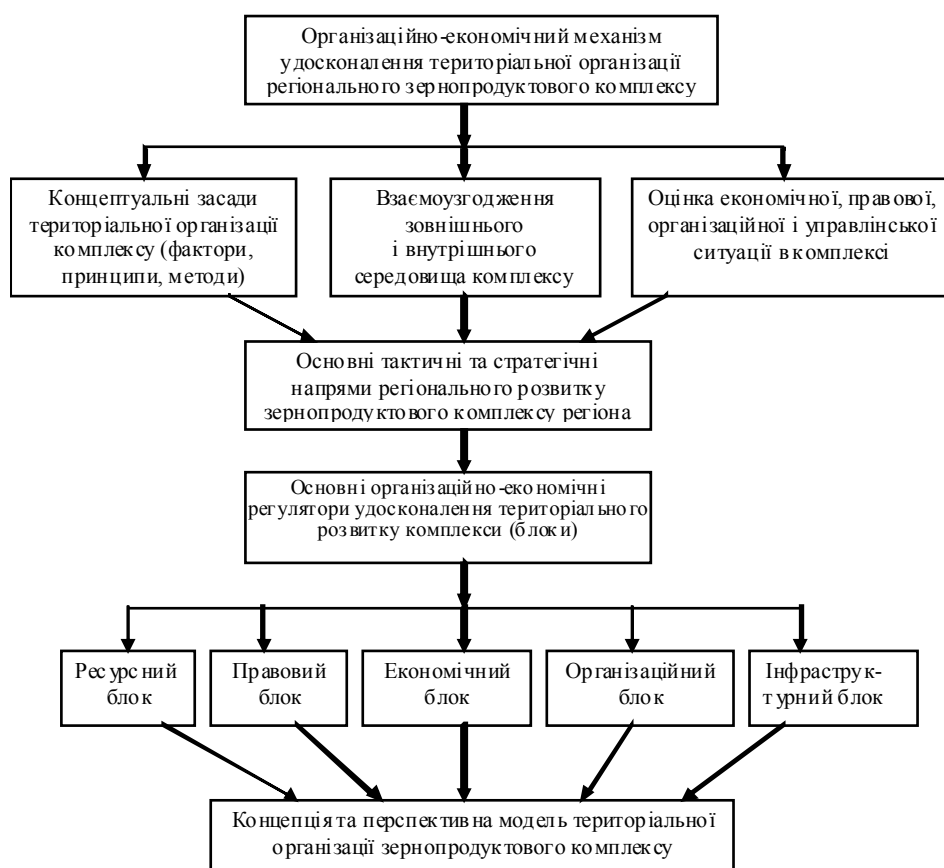 Організаційно-економічний механізм
удосконалення територіальної організації
регіонального зернопродуктового комплексу
Концептуальні засади
територіальної організації
комплексу (фактори,
принципи, методи)
Взаємоузгодження
зовнішнього
і внутрішнього
середовища комплексу
Оцінка економічної, правової,
організаційної і управлінської
ситуації в комплексі
Основні тактичні та стратегічні
напрями регіонального розвитку
зернопродуктового комплексу регіона
Основні організаційно-економічні
регулятори удосконалення територіального
розвитку комплекси (блоки)
Ресурсний
блок
Правовий
блок
Економічний
блок
Організаційний
блок
Інфраструк-
турний блок
Концепція та перспективна модель територіальної
організації зернопродуктового комплексу